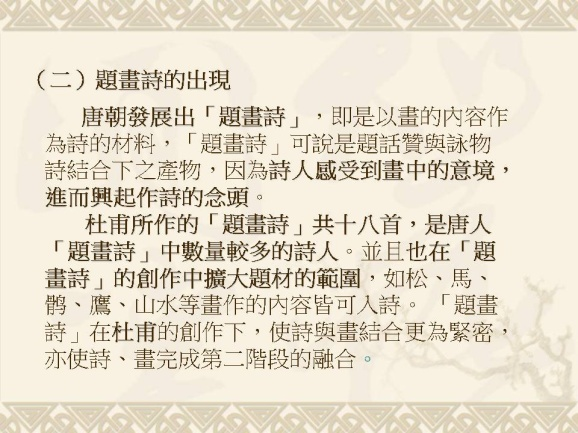 （二）題畫詩的出現
唐朝發展出「題畫詩」，即是以畫的內容作
為詩的材料，「題畫詩」可說是題話贊與詠物
詩結合下之產物，因為詩人感受到畫中的意境，
進而興起作詩的念頭。
杜甫所作的「題畫詩」共十八首，是唐人
「題畫詩」中數量較多的詩人。並且也在「題
畫詩」的創作中擴大題材的範圍，如松、馬、
鹘、鷹、山水等畫作的內容皆可入詩。「題畫
詩」在杜甫的創作下，使詩與畫結合更為緊密，
亦使詩、畫完成第二階段的融合。